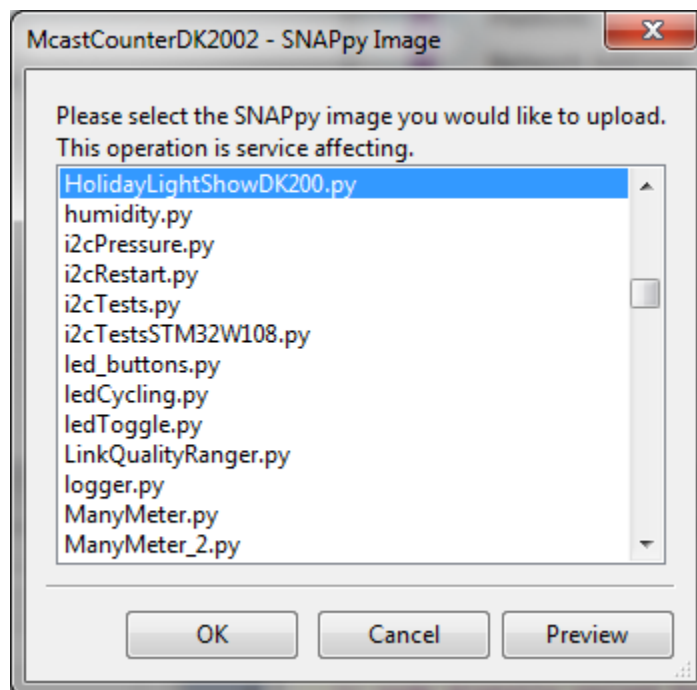 McastCounterDK2002 - SNAPpy Image
Please select the SNAPpy image you would like to upload.
This operation is service affecting.
HolidayLightShowDK200.py
humidity.py
i2cPressure.py
i2cRestart.py
i2cTests.py
i2cTestsSTM32W108.py
led_buttons.py
ledCycling.py
ledToggle.py
LinkQualityRanger.py
logger.py
ManyMeter.py
ManyMeter_2.py
OK Cancel Preview